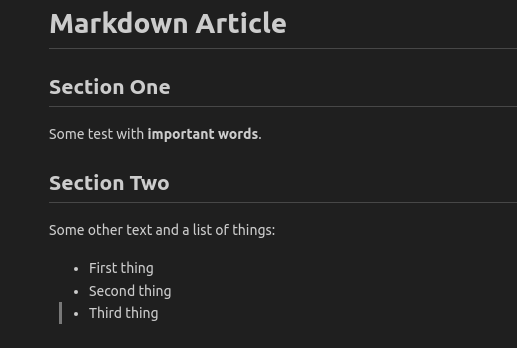 Markdown Article
Section One
Some test with important words.
Section Two
Some other text and a list of things:
• First thing
• Second thing
• Third thing